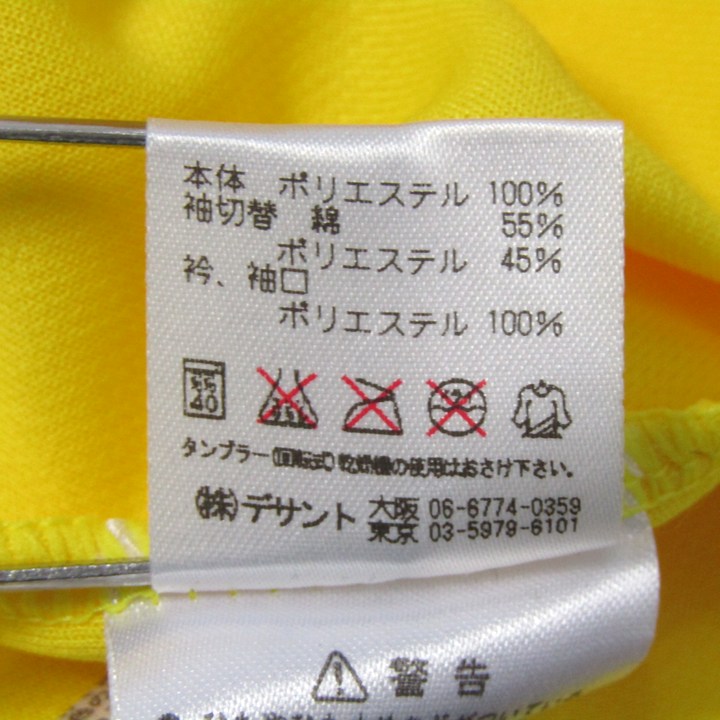 本体 ポリエステル 100%
袖切替 綿 55%
ポリエステル 45%
衿、袖口
ポリエステル 100%
弱 40
タンブラー(回転式)乾燥機の使用はおさけ下さい。
(株)デサント 大阪 06-6774-0359
東京 03-5979-6101
警告